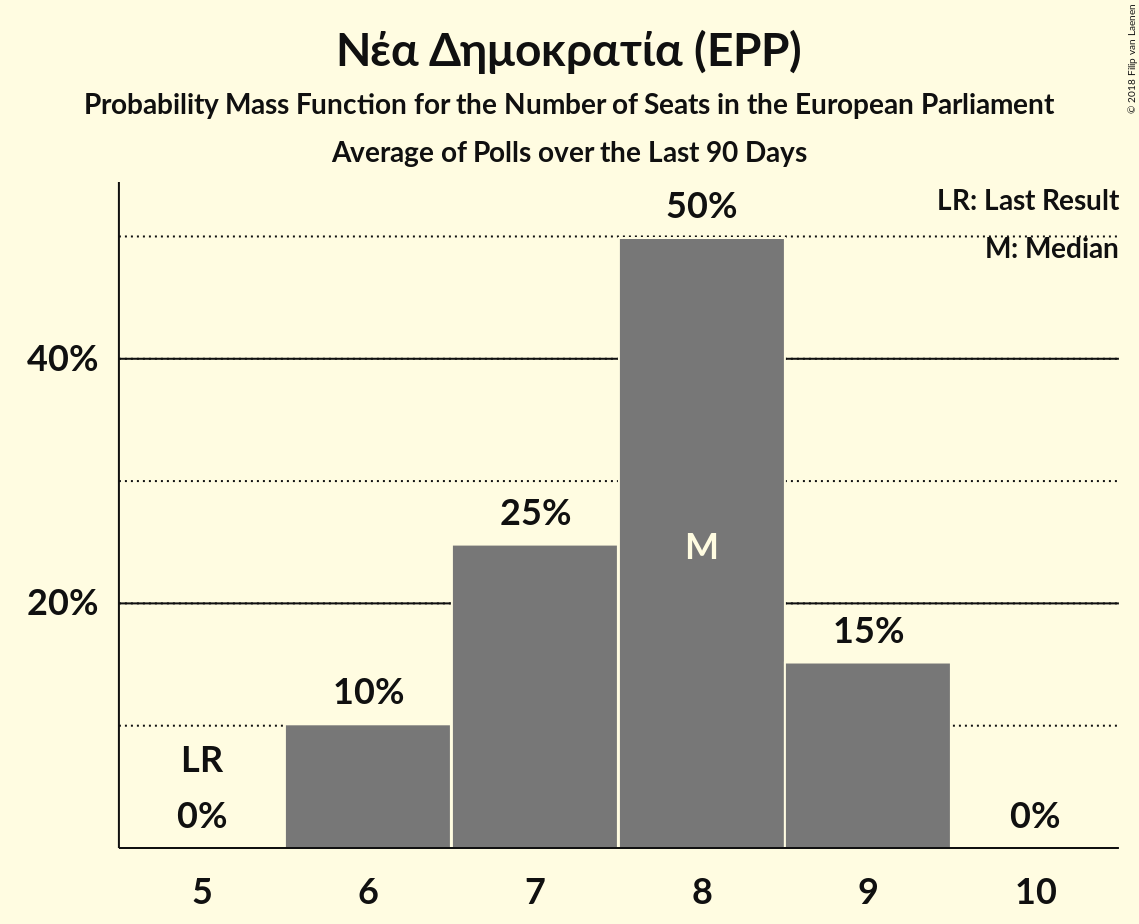 Νέα Δημοκρατία (EPP)
Probability Mass Function for the Number of Seats in the European Parliament
Average of Polls over the Last 90 Days
© 2018 Filip van Laenen
LR: Last Result
M: Median
50%
40%
25%
M
20%
15%
10%
LR
0%
0%
5 6 7 8 9 10